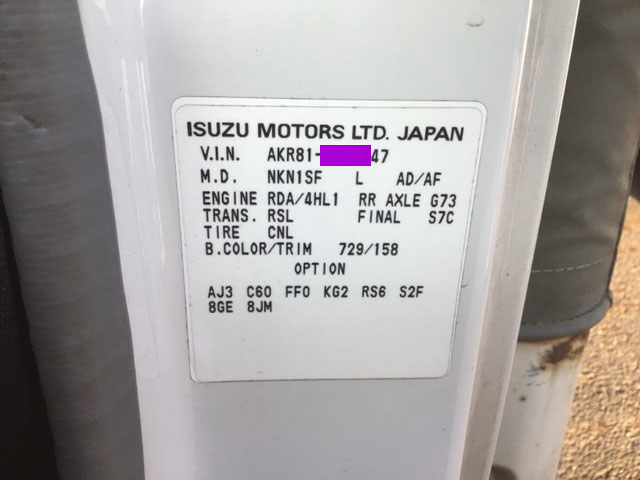 ISUZU MOTORS LTD. JAPAN
V.I.N. AKR81- 47
M.D. NKN1SF L AD/AF
ENGINE RDA/4HL1 RR AXLE G73
TRANS. RSL FINAL S7C
TIRE CNL
B.COLOR/TRIM 729/158
OPTION
AJ3 C60 FF0 KG2 RS6 S2F
8GE 8JM